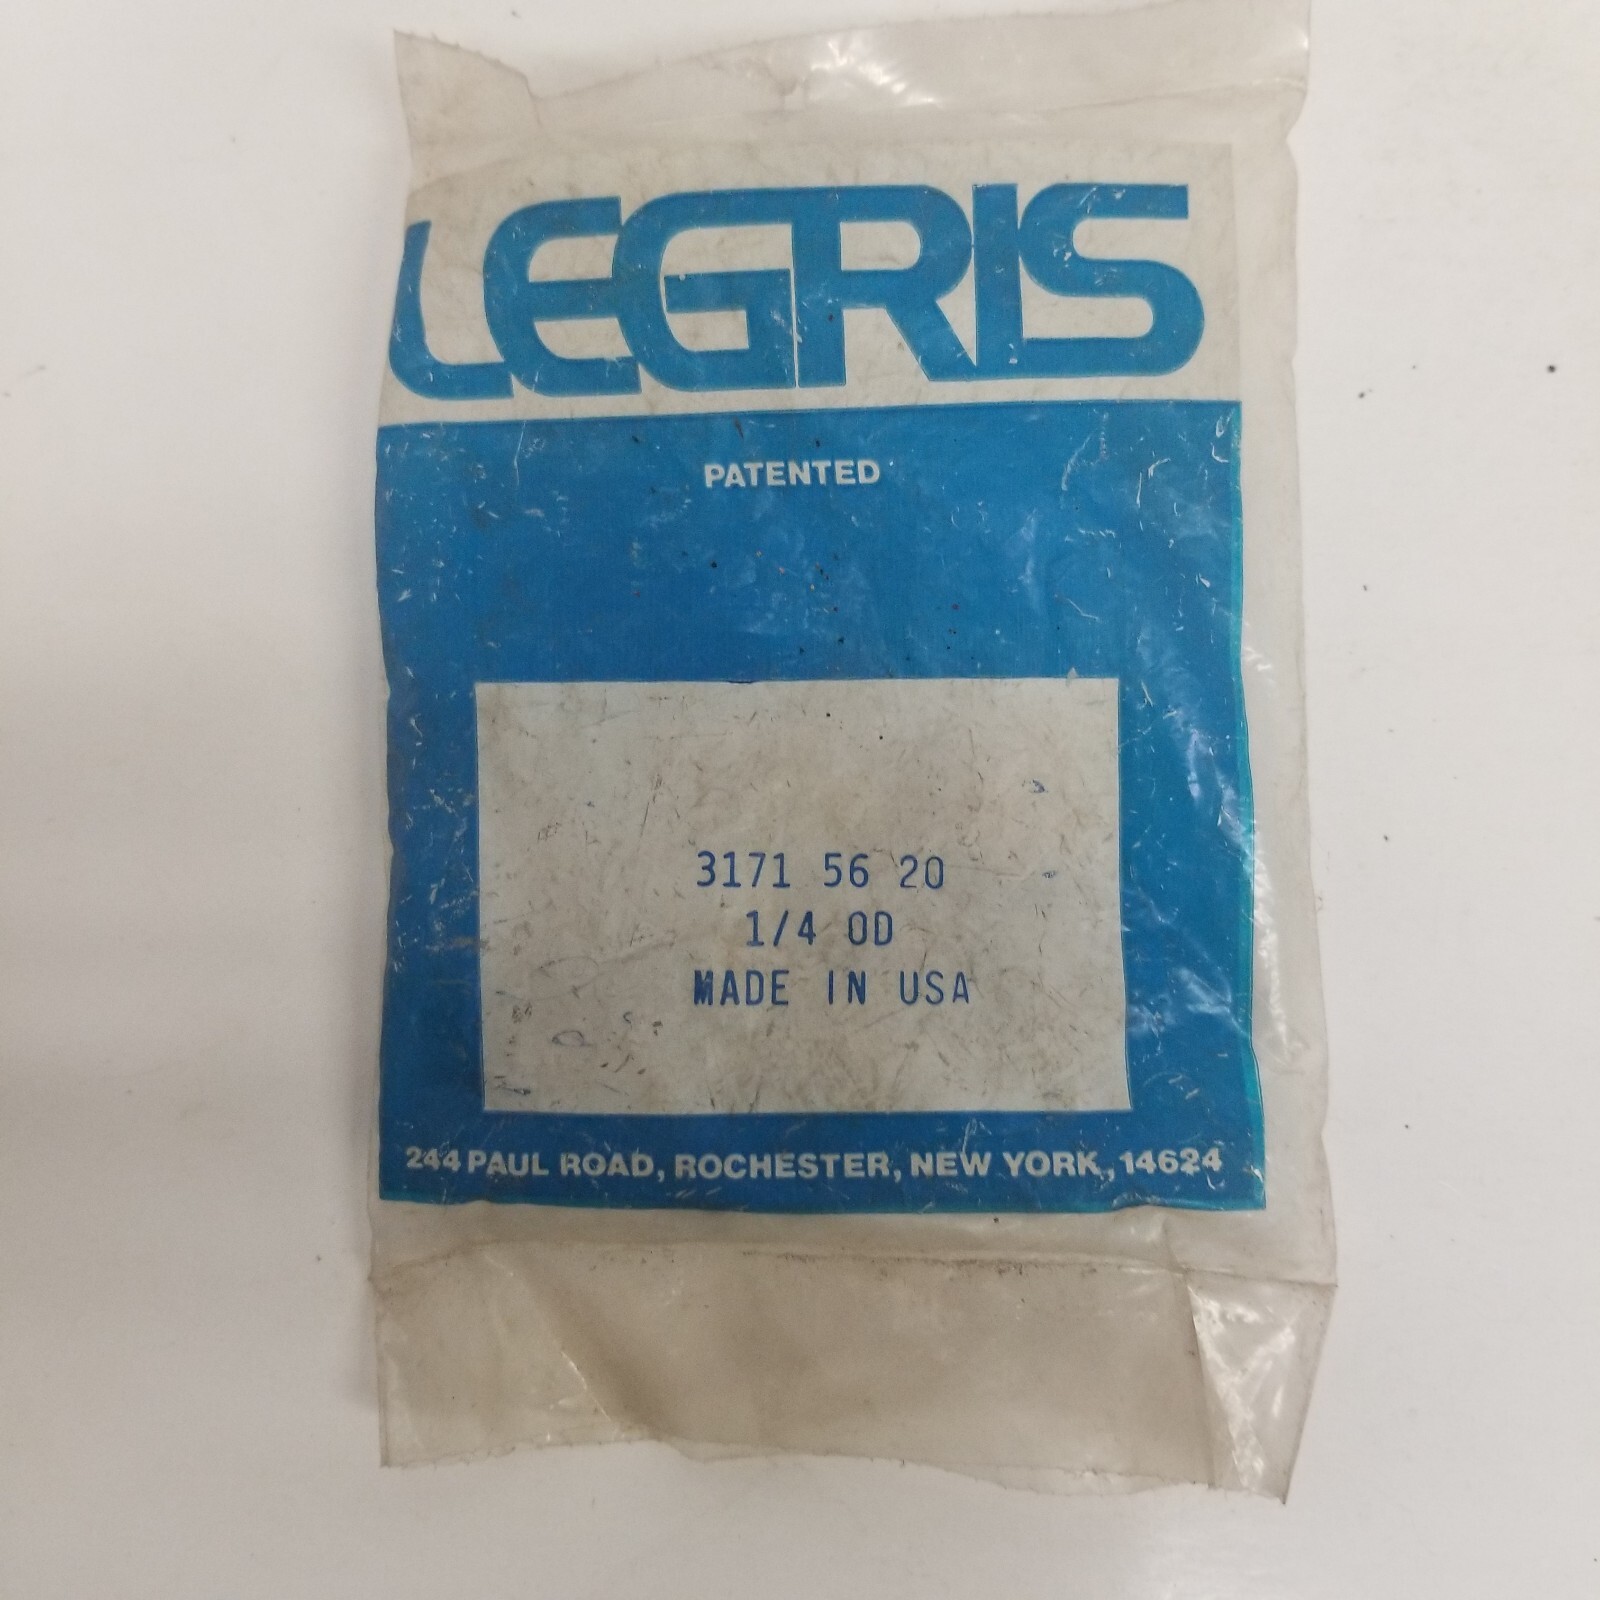 LEGRIS
PATENTED
3171 56 20
1/4 OD
MADE IN USA
244 PAUL ROAD, ROCHESTER, NEW YORK, 14624